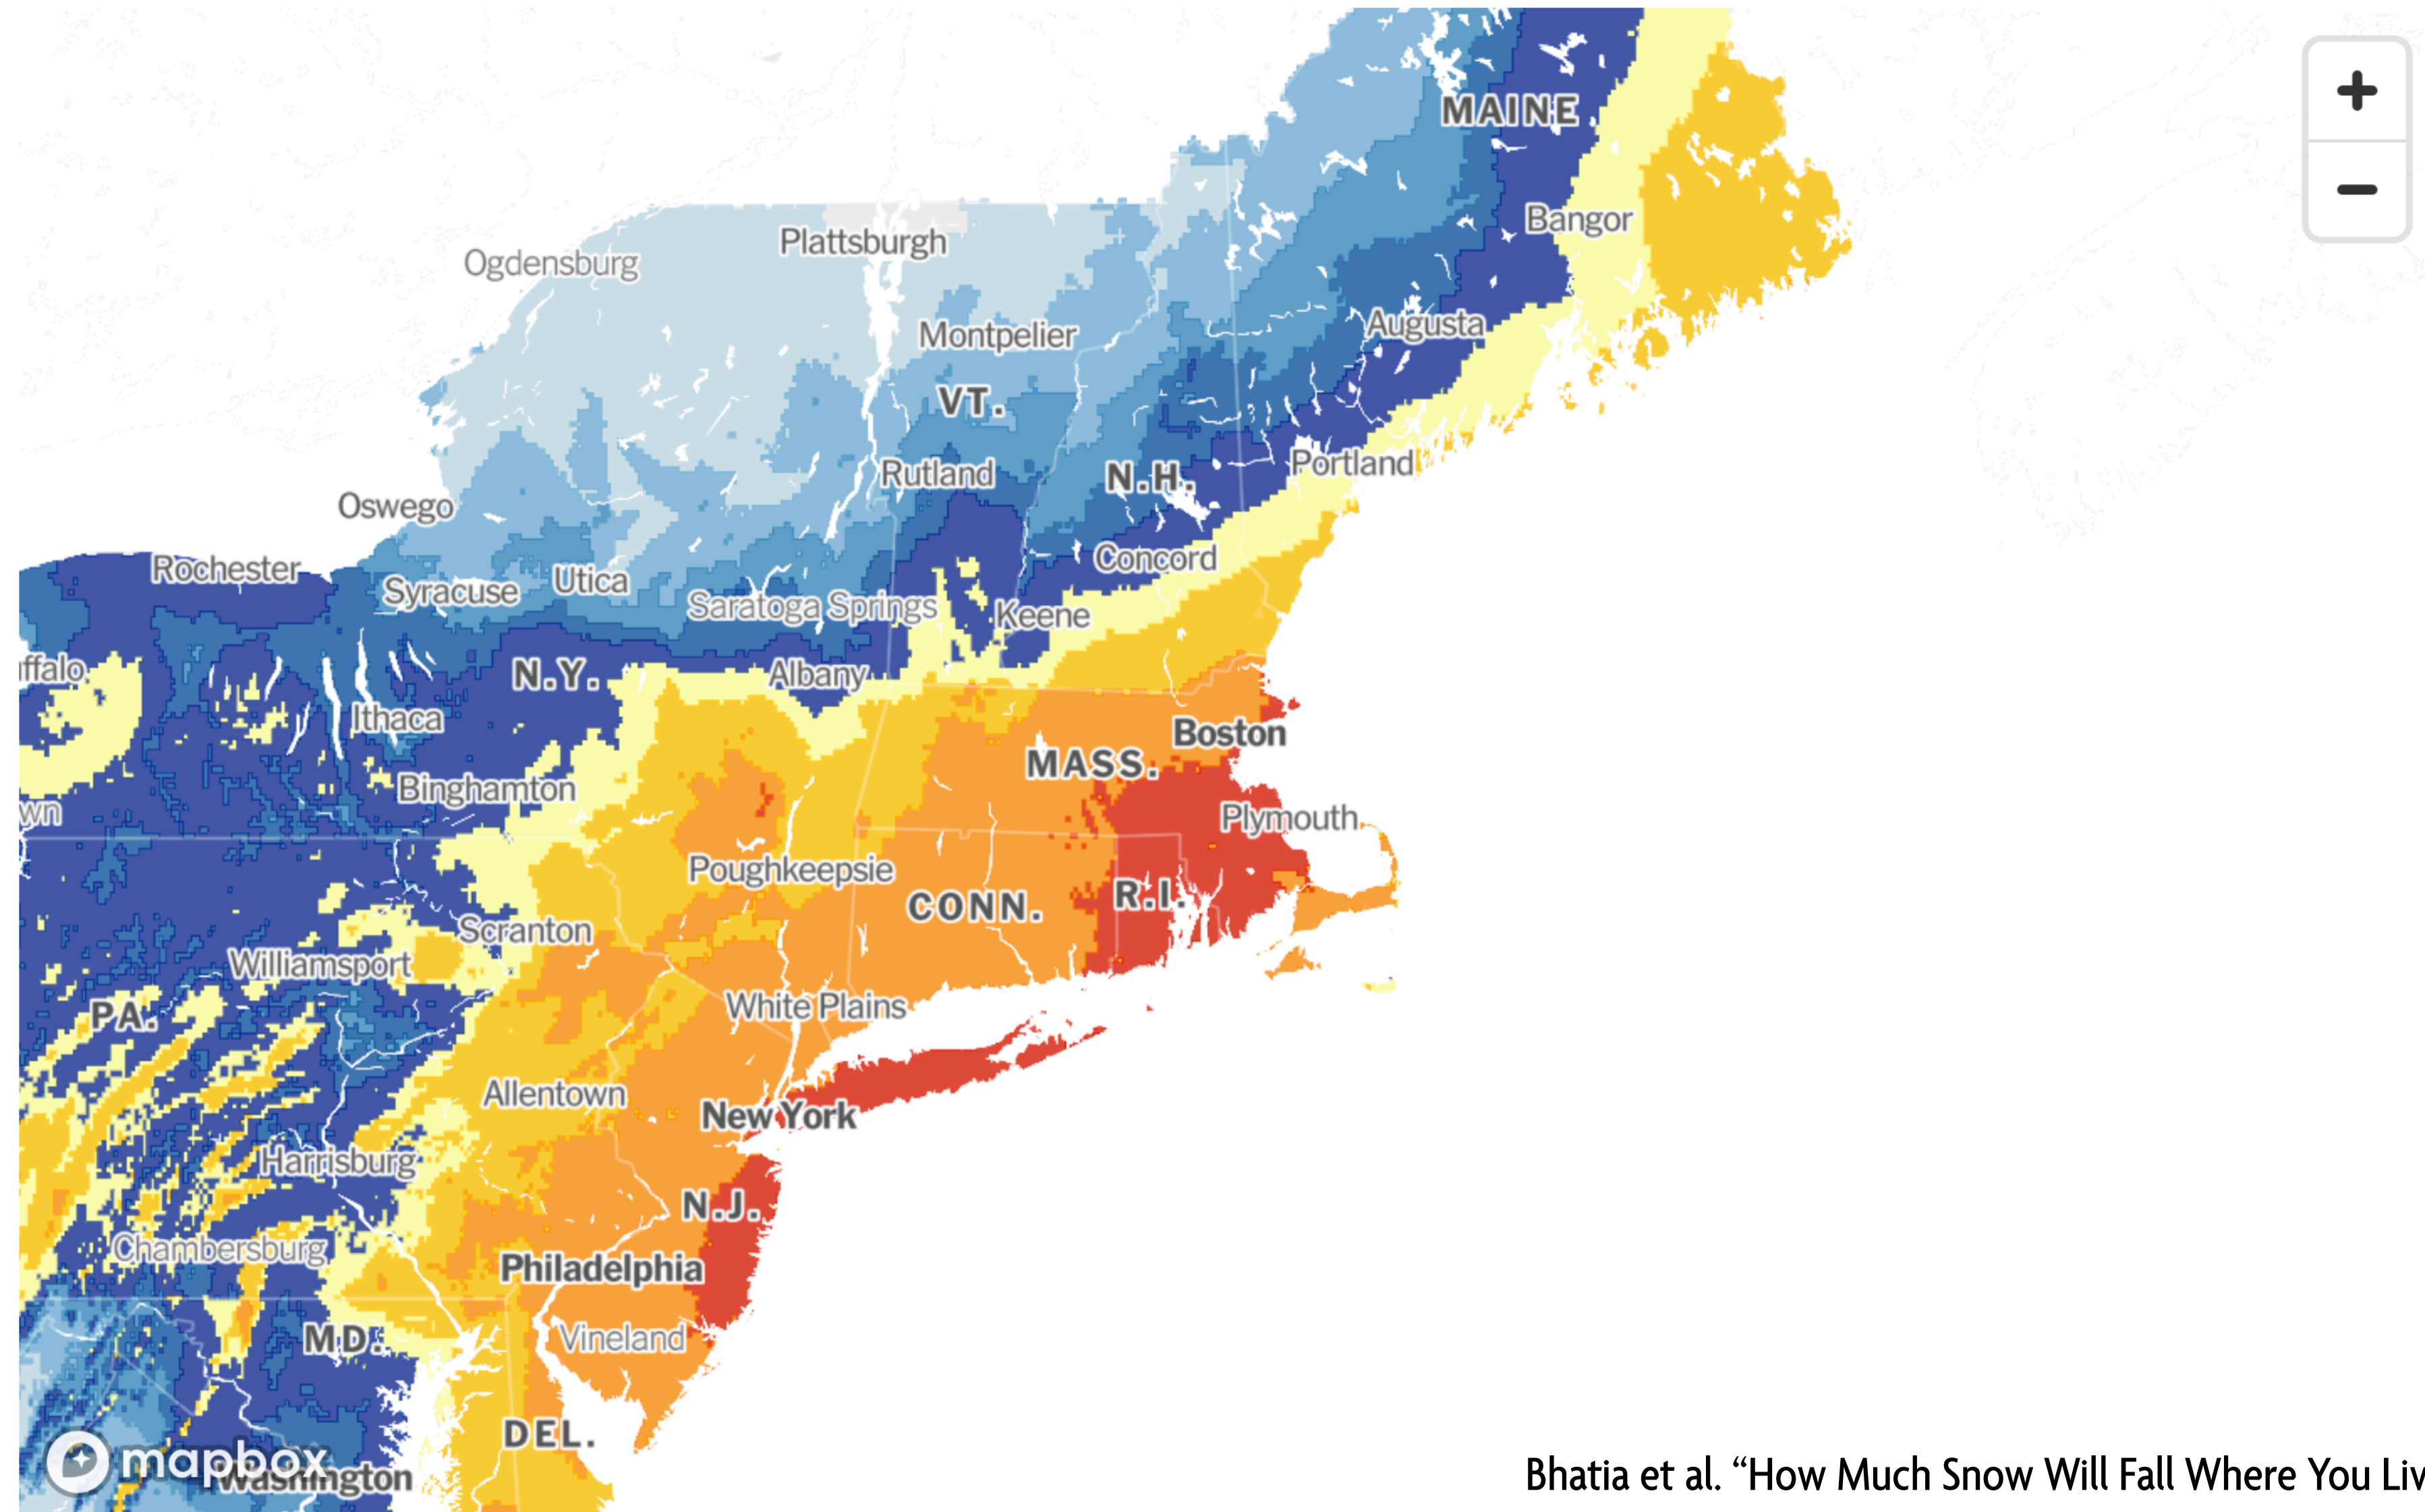 +
−
MAINE
Bangor
Plattsburgh
Ogdensburg
Montpelier
Augusta
VT.
Portland
Rutland
N.H.
Oswego
Concord
Rochester
Utica
Syracuse
Saratoga Springs
Keene
ffalo
N.Y.
Albany
Ithaca
Boston
MASS.
Binghamton
wn
Plymouth
Poughkeepsie
CONN.
R.I.
Scranton
Williamsport
White Plains
PA.
Allentown
New York
Harrisburg
N.J.
Chambersburg
Philadelphia
MD.
Vineland
DEL.
mapbox
Washington
Bhatia et al. “How Much Snow Will Fall Where You Liv